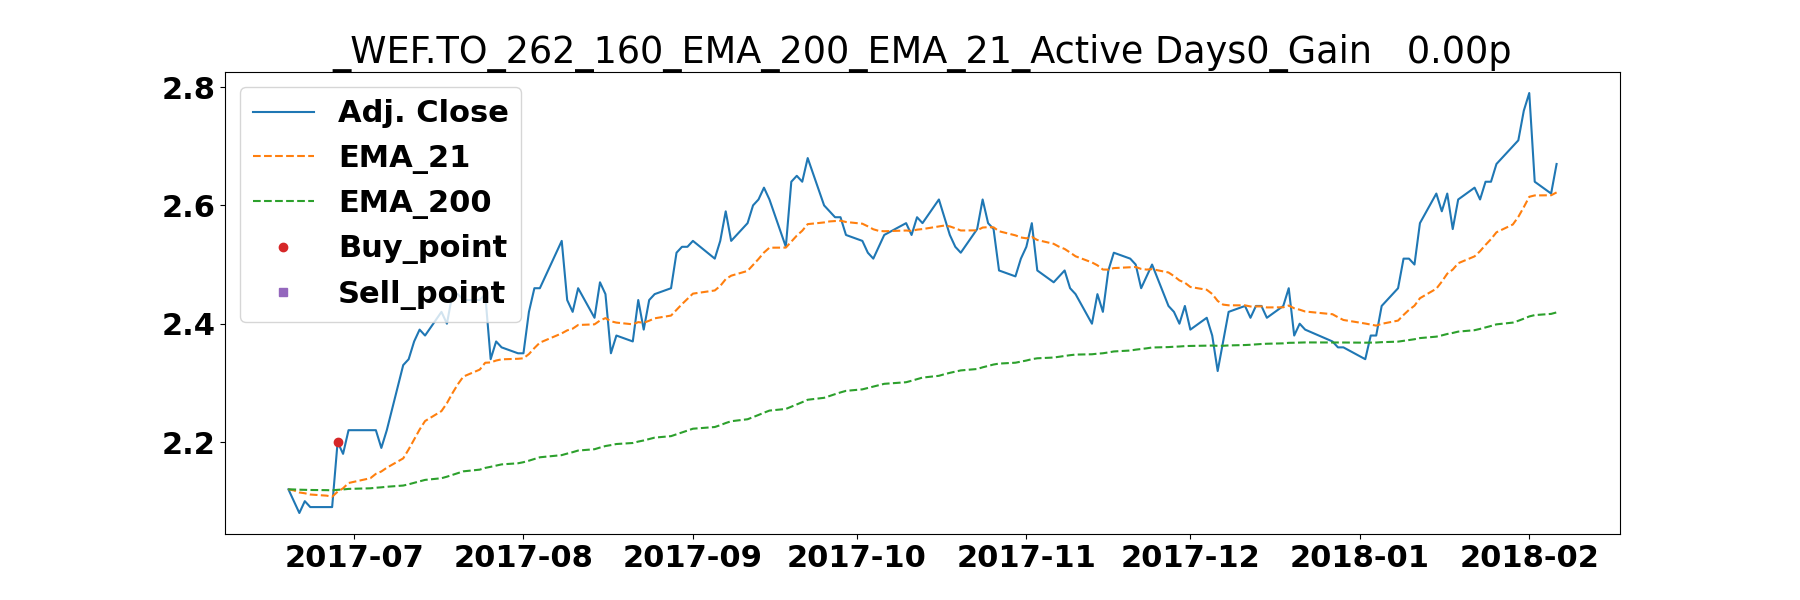 _WEF.TO_262_160_EMA_200_EMA_21_Active Days0_Gain   0.00p
2.8
2.6
2.4
2.2
Adj. Close
EMA_21
EMA_200
Buy_point
Sell_point
2017-07 2017-08 2017-09 2017-10 2017-11 2017-12 2018-01 2018-02